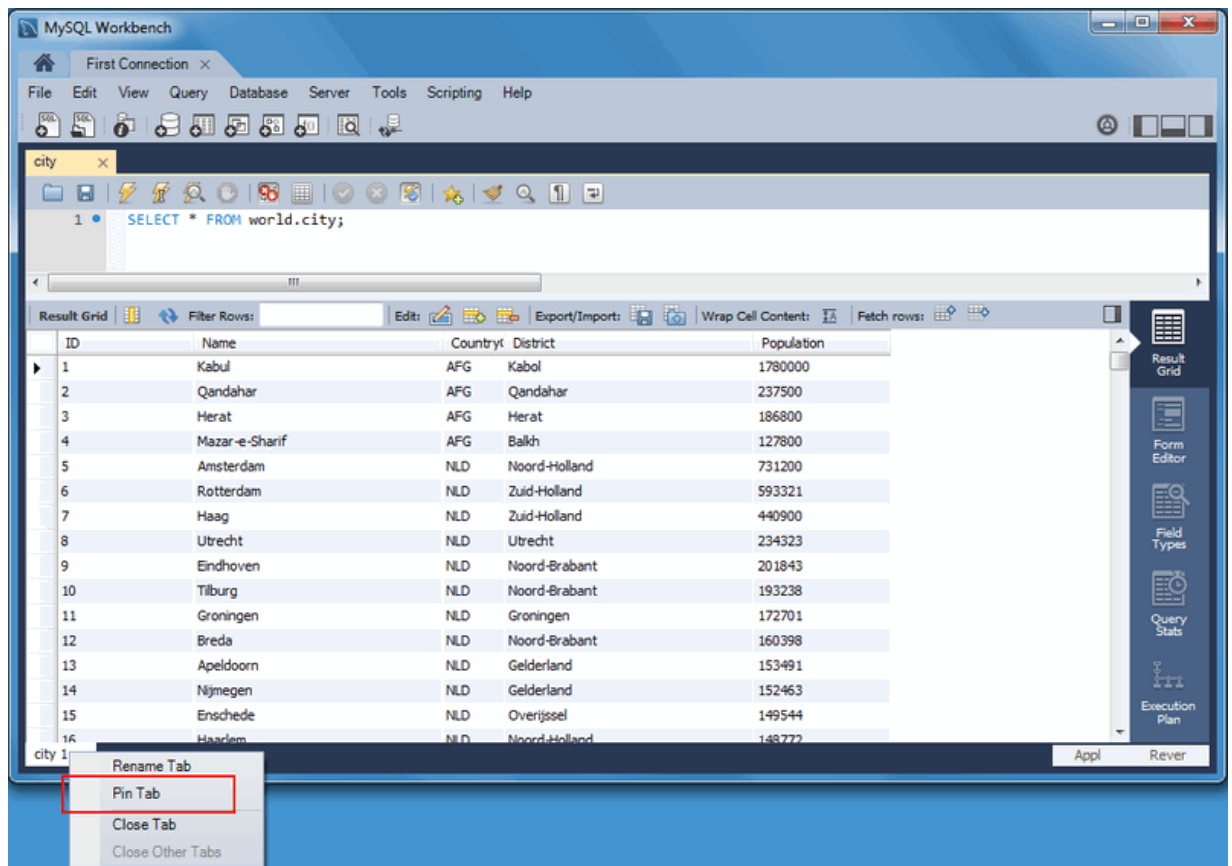 MySQL Workbench
First Connection
File Edit View Query Database Server Tools Scripting Help
city
1 SELECT * FROM world.city;
Result Grid Filter Rows: Edit: Export/Import: Wrap Cell Content: Fetch rows:
ID Name Country( District Population
1 Kabul AFG Kabol 1780000
2 Qandahar AFG Qandahar 237500
3 Herat AFG Herat 186800
4 Mazar-e-Sharif AFG Balkh 127800
5 Amsterdam NLD Noord-Holland 731200
6 Rotterdam NLD Zuid-Holland 593321
7 Haag NLD Zuid-Holland 440900
8 Utrecht NLD Utrecht 234323
9 Eindhoven NLD Noord-Brabant 201843
10 Tilburg NLD Noord-Brabant 193238
11 Groningen NLD Groningen 172701
12 Breda NLD Noord-Brabant 160398
13 Apeldoorn NLD Gelderland 153491
14 Nijmegen NLD Gelderland 152463
15 Enschede NLD Overijssel 149544
16 Haarlem NLD Noord-Holland 148772
Result
Grid
Form
Editor
Field
Types
Query
Stats
Execution
Plan
city 1
Appl Rever
Rename Tab
Pin Tab
Close Tab
Close Other Tabs